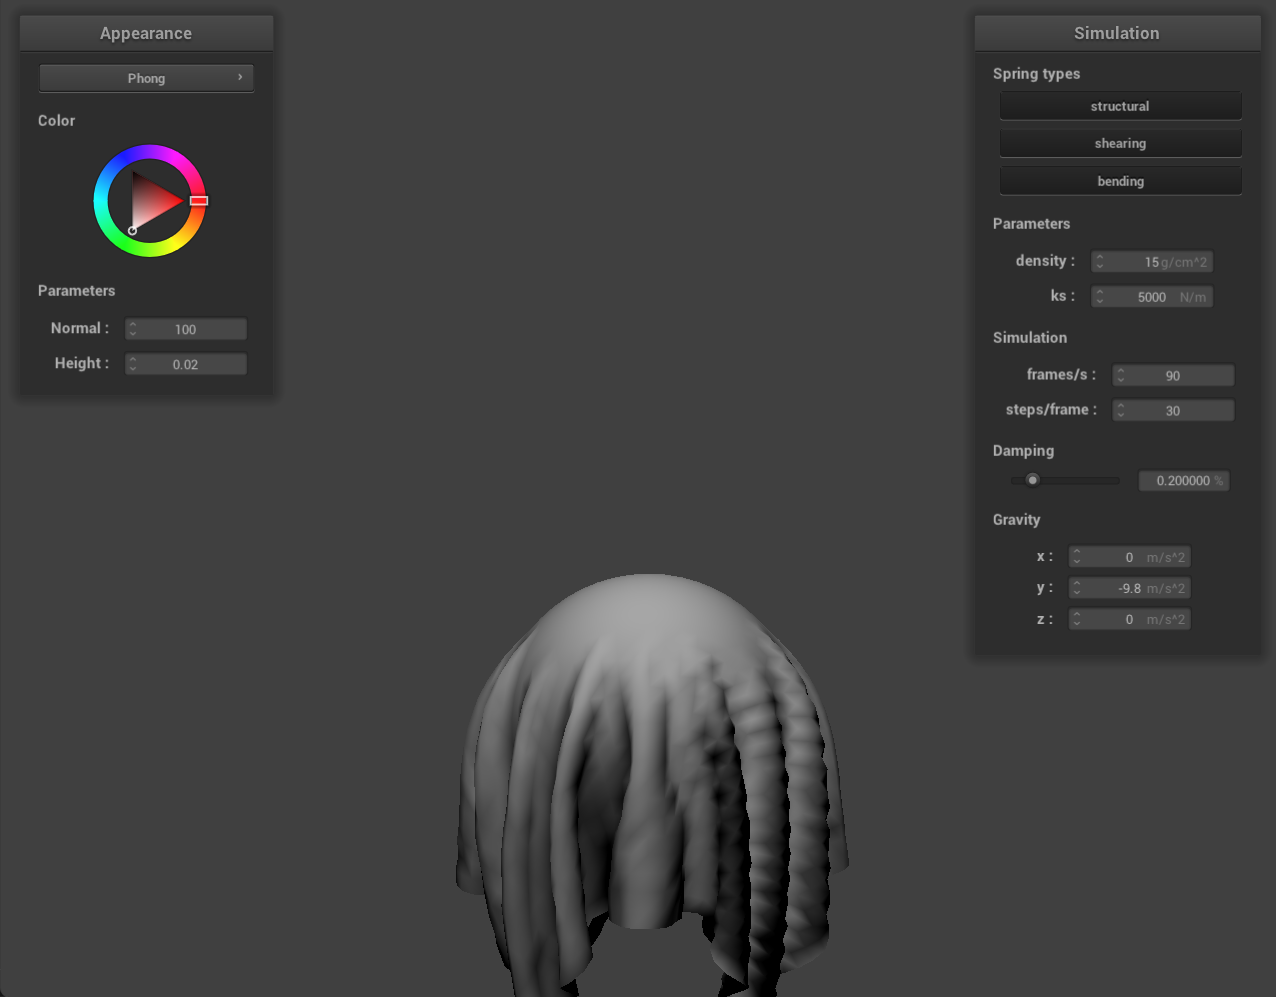 Appearance
Phong
Color
Parameters
Normal : 100
Height : 0.02
Simulation
Spring types
structural
shearing
bending
Parameters
density : 15 g/cm^2
ks : 5000 N/m
Simulation
frames/s : 90
steps/frame : 30
Damping
0.200000 %
Gravity
x : 0 m/s^2
y : -9.8 m/s^2
z : 0 m/s^2